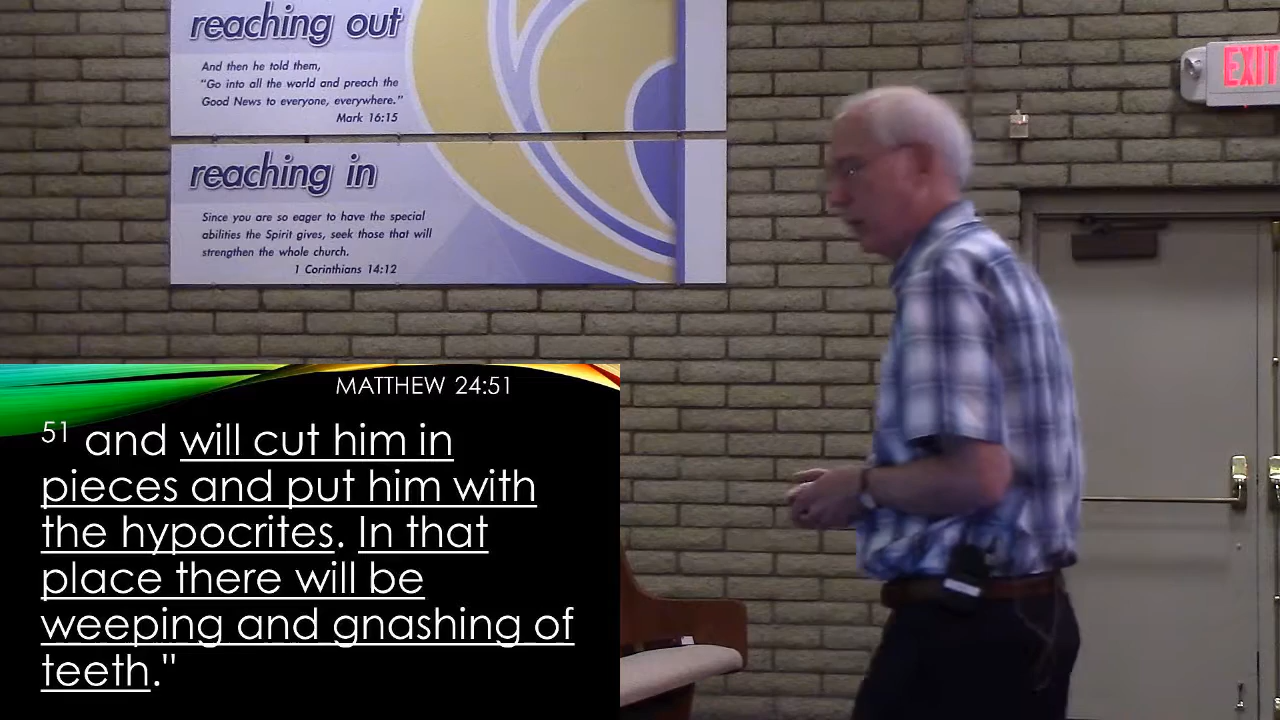 reaching out
And then he told them,
“Go into all the world and preach the
Good News to everyone, everywhere.”
Mark 16:15
reaching in
Since you are so eager to have the special
abilities the Spirit gives, seek those that will
strengthen the whole church.
1 Corinthians 14:12
EXIT
MATTHEW 24:51
51 and will cut him in
pieces and put him with
the hypocrites. In that
place there will be
weeping and gnashing of
teeth."